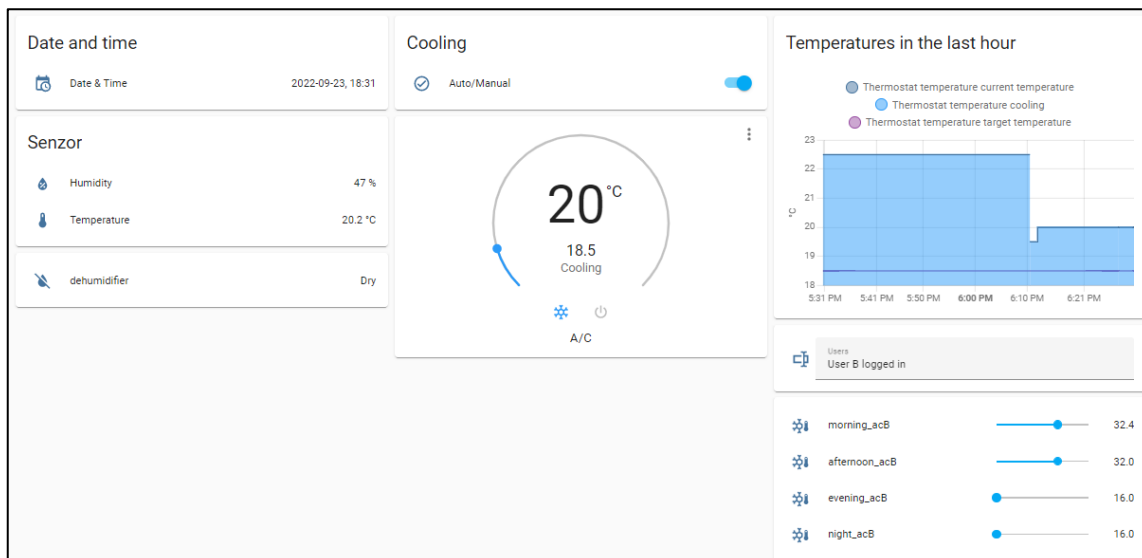 Date and time
Date & Time 2022-09-23, 18:31
Senzor
Humidity 47 %
Temperature 20.2 °C
dehumidifier Dry
Cooling
Auto/Manual
20 °C
18.5
Cooling
A/C
Temperatures in the last hour
Thermostat temperature current temperature
Thermostat temperature cooling
Thermostat temperature target temperature
23
22
21
°C
20
19
18
5:31 PM 5:41 PM 5:50 PM 6:00 PM 6:10 PM 6:21 PM
Users
User B logged in
morning_acB 32.4
afternoon_acB 32.0
evening_acB 16.0
night_acB 16.0